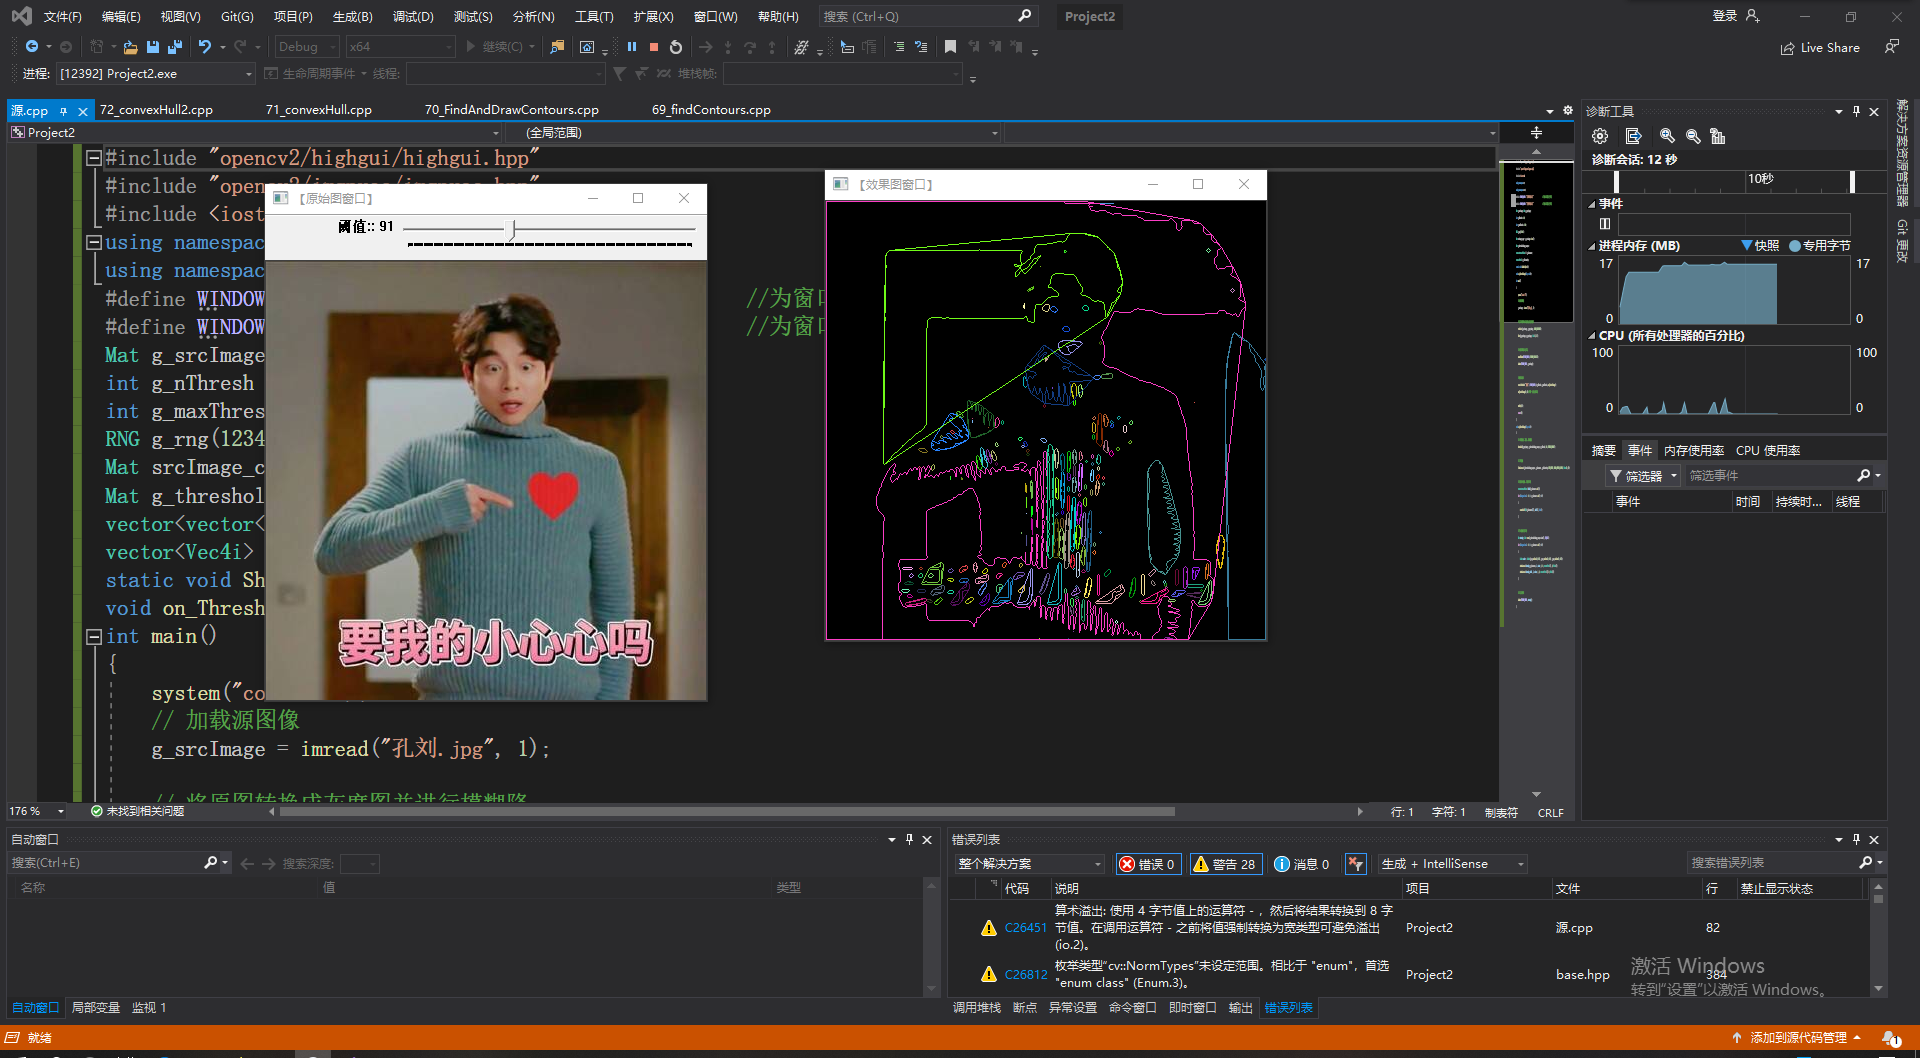 文件(F) 编辑(E) 视图(V) Git(G) 项目(P) 生成(B) 调试(D) 测试(S) 分析(N) 工具(T) 扩展(X) 窗口(W) 帮助(H) 搜索 (Ctrl+Q) Project2 登录
Debug x64 继续(C) Live Share
进程: [12392] Project2.exe 生命周期事件 线程: 堆栈帧:
源.cpp 72_convexHull2.cpp 71_convexHull.cpp 70_FindAndDrawContours.cpp 69_findContours.cpp
Project2 (全局范围)
#include "opencv2/highgui/highgui.hpp"
#include
#include <iost
using namespac
using namespac
#define WINDOW //为窗
#define WINDOW //为窗
Mat g_srcImage
int g_nThresh
int g_maxThres
RNG g_rng(1234
Mat srcImage_c
Mat g_threshol
vector<vector<
vector<Vec4i>
static void Sh
void on_Thresh
int main()
{
system("co
// 加载源图像
g_srcImage = imread("孔刘.jpg", 1);
【原始图窗口】
阈值:: 91
要我的小心心吗
【效果图窗口】
176 % 未找到相关问题 行: 1 字符: 1 制表符 CRLF
诊断工具
诊断会话: 12 秒
10秒
事件
进程内存 (MB) 快照 专用字节
17 17
0 0
CPU (所有处理器的百分比)
100 100
0 0
摘要 事件 内存使用率 CPU 使用率
筛选器 筛选事件
事件 时间 持续时... 线程
解决方案资源管理器
Git 更改
自动窗口
搜索(Ctrl+E) 搜索深度:
名称 值 类型
自动窗口 局部变量 监视 1
错误列表
整个解决方案 错误 0 警告 28 消息 0 生成 + IntelliSense 搜索错误列表
代码 说明 项目 文件 行 禁止显示状态
C26451 算术溢出: 使用 4 字节值上的运算符 - ，然后将结果转换到 8 字节值。在调用运算符 - 之前将值强制转换为宽类型可避免溢出(io.2)。 Project2 源.cpp 82
C26812 枚举类型"cv::NormTypes"未设定范围。相比于 "enum"，首选 "enum class" (Enum.3)。 Project2 base.hpp 384
激活 Windows
转到"设置"以激活 Windows。
调用堆栈 断点 异常设置 命令窗口 即时窗口 输出 错误列表
就绪 添加到源代码管理 1